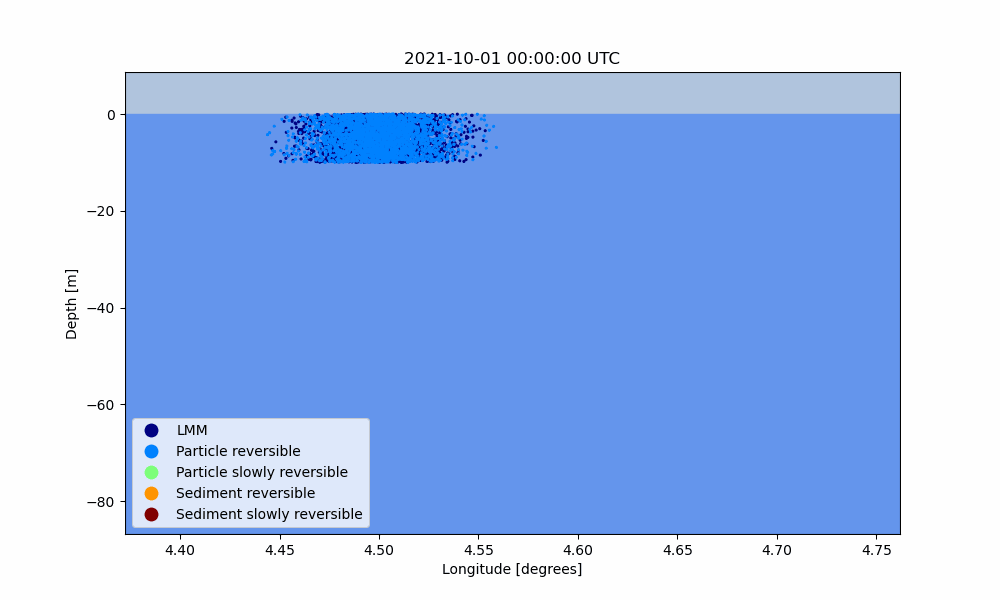 2021-10-01 00:00:00 UTC
0
−20
−40
−60
−80
Depth [m]
LMM
Particle reversible
Particle slowly reversible
Sediment reversible
Sediment slowly reversible
4.40 4.45 4.50 4.55 4.60 4.65 4.70 4.75
Longitude [degrees]